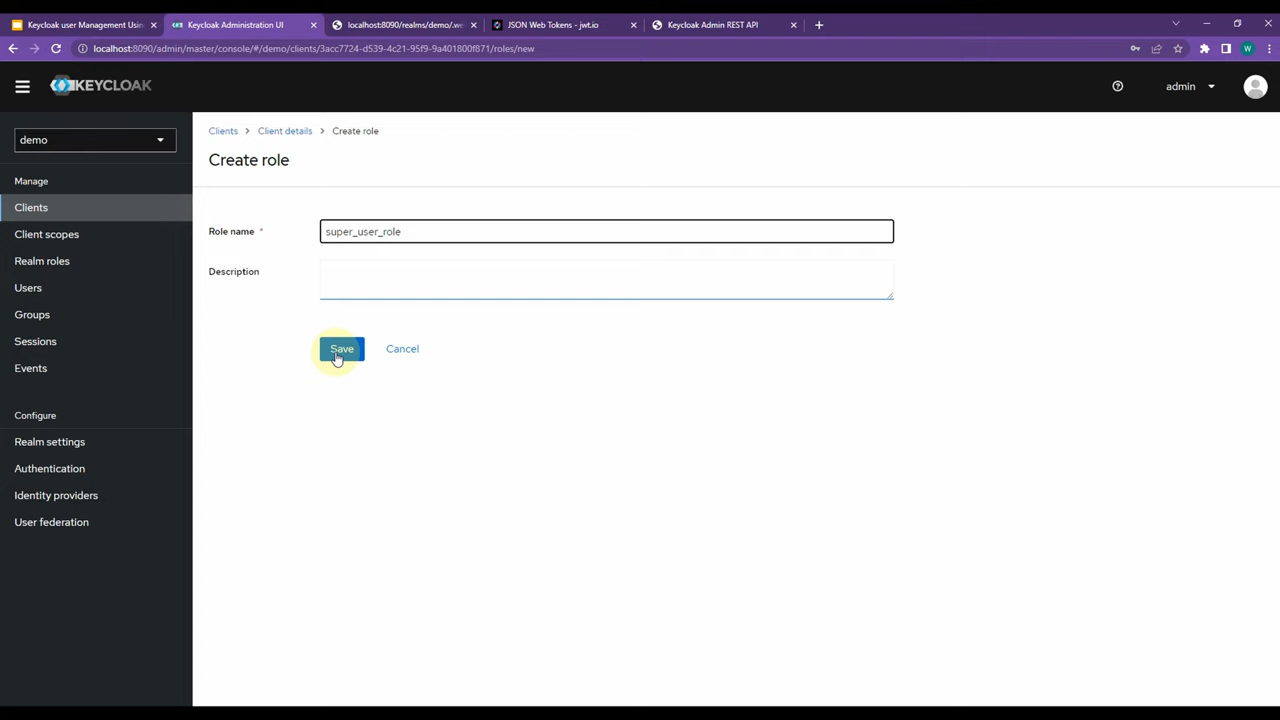 Keycloak user Management Usin
Keycloak Administration UI
localhost:8090/realms/demo/.we
JSON Web Tokens - jwt.io
Keycloak Admin REST API
localhost:8090/admin/master/console/#/demo/clients/3acc7724-d539-4c21-95f9-9a401800f871/roles/new
W
KEYCLOAK
admin
demo
Manage
Clients
Client scopes
Realm roles
Users
Groups
Sessions
Events
Configure
Realm settings
Authentication
Identity providers
User federation
Clients > Client details > Create role
Create role
Role name *
super_user_role
Description
Save
Cancel